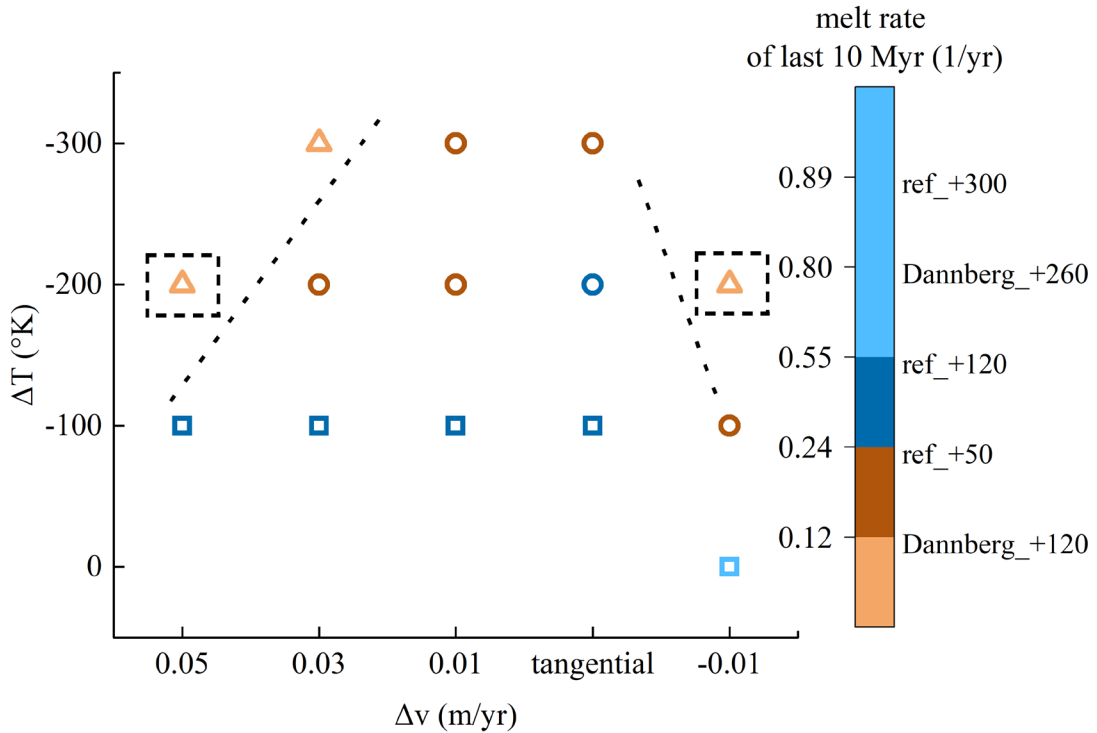 melt rate
of last 10 Myr (1/yr)
-300
-200
-100
0
ΔT (°K)
0.05 0.03 0.01 tangential -0.01
Δv (m/yr)
0.89 ref_+300
0.80 Dannberg_+260
0.55 ref_+120
0.24 ref_+50
0.12 Dannberg_+120